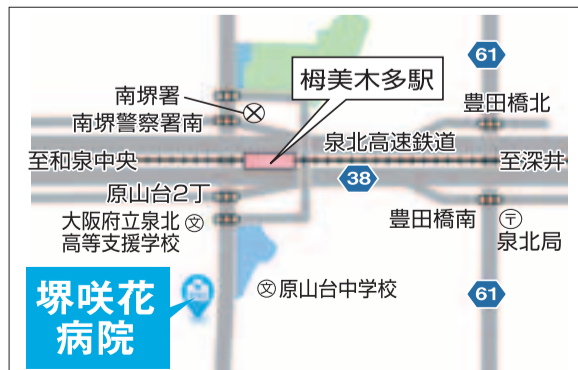 61
栂美木多駅
南堺署
豊田橋北
南堺警察署南
泉北高速鉄道
至和泉中央
至深井
38
原山台2丁
大阪府立泉北
高等支援学校
文
豊田橋南
〒
泉北局
堺咲花
病院
文
原山台中学校
61